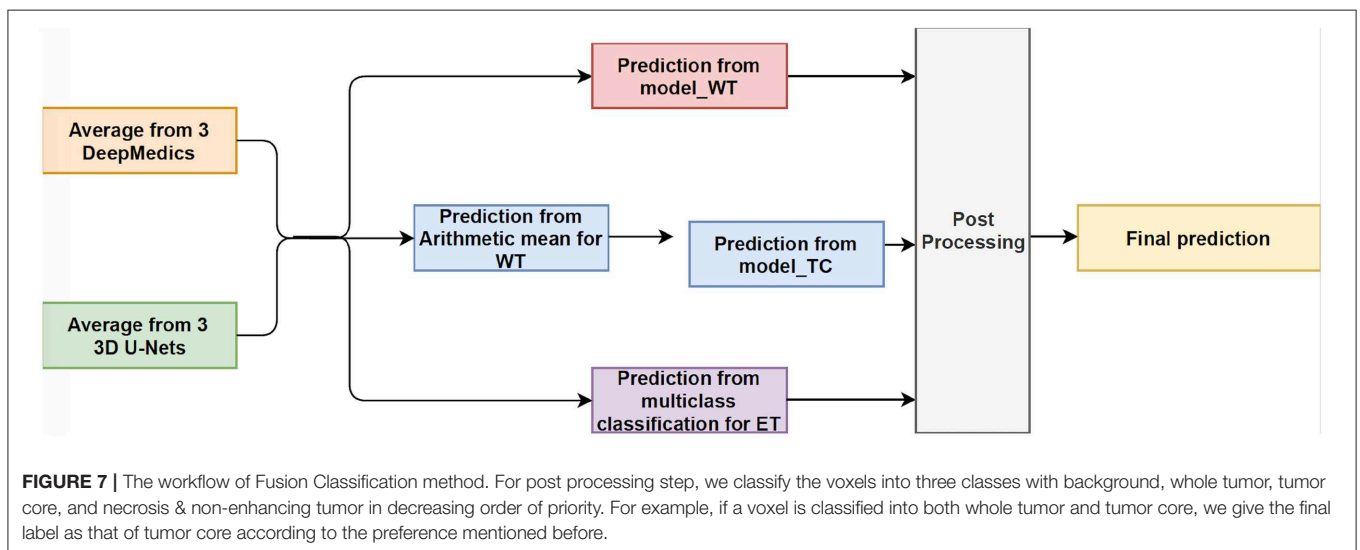 Prediction from
model_WT
Average from 3
DeepMedics
Prediction from
Arithmetic mean for
WT
Prediction from
model_TC
Post
Processing
Final prediction
Average from 3
3D U-Nets
Prediction from
multiclass
classification for ET
FIGURE 7 | The workflow of Fusion Classification method. For post processing step, we classify the voxels into three classes with background, whole tumor, tumor
core, and necrosis & non-enhancing tumor in decreasing order of priority. For example, if a voxel is classified into both whole tumor and tumor core, we give the final
label as that of tumor core according to the preference mentioned before.